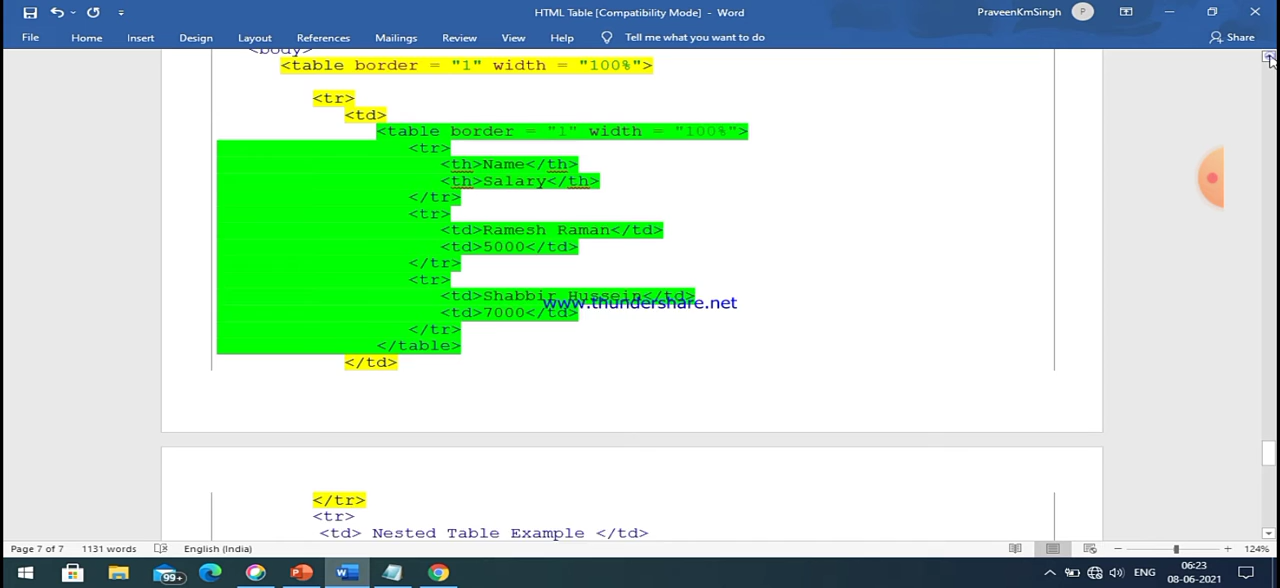 HTML Table [Compatibility Mode] - Word
PraveenKmSingh
P
File Home Insert Design Layout References Mailings Review View Help Tell me what you want to do Share
<body>
<table border = "1" width = "100%">
<tr>
<td>
<table border = "1" width = "100%">
<tr>
<th>Name</th>
<th>Salary</th>
</tr>
<tr>
<td>Ramesh Raman</td>
<td>5000</td>
</tr>
<tr>
<td>Shabbir Hussein</td>
www.thundershare.net
<td>7000</td>
</tr>
</table>
</td>
</tr>
<tr>
<td> Nested Table Example </td>
Page 7 of 7 1131 words English (India) 124%
99+ ENG 06:23
08-06-2021